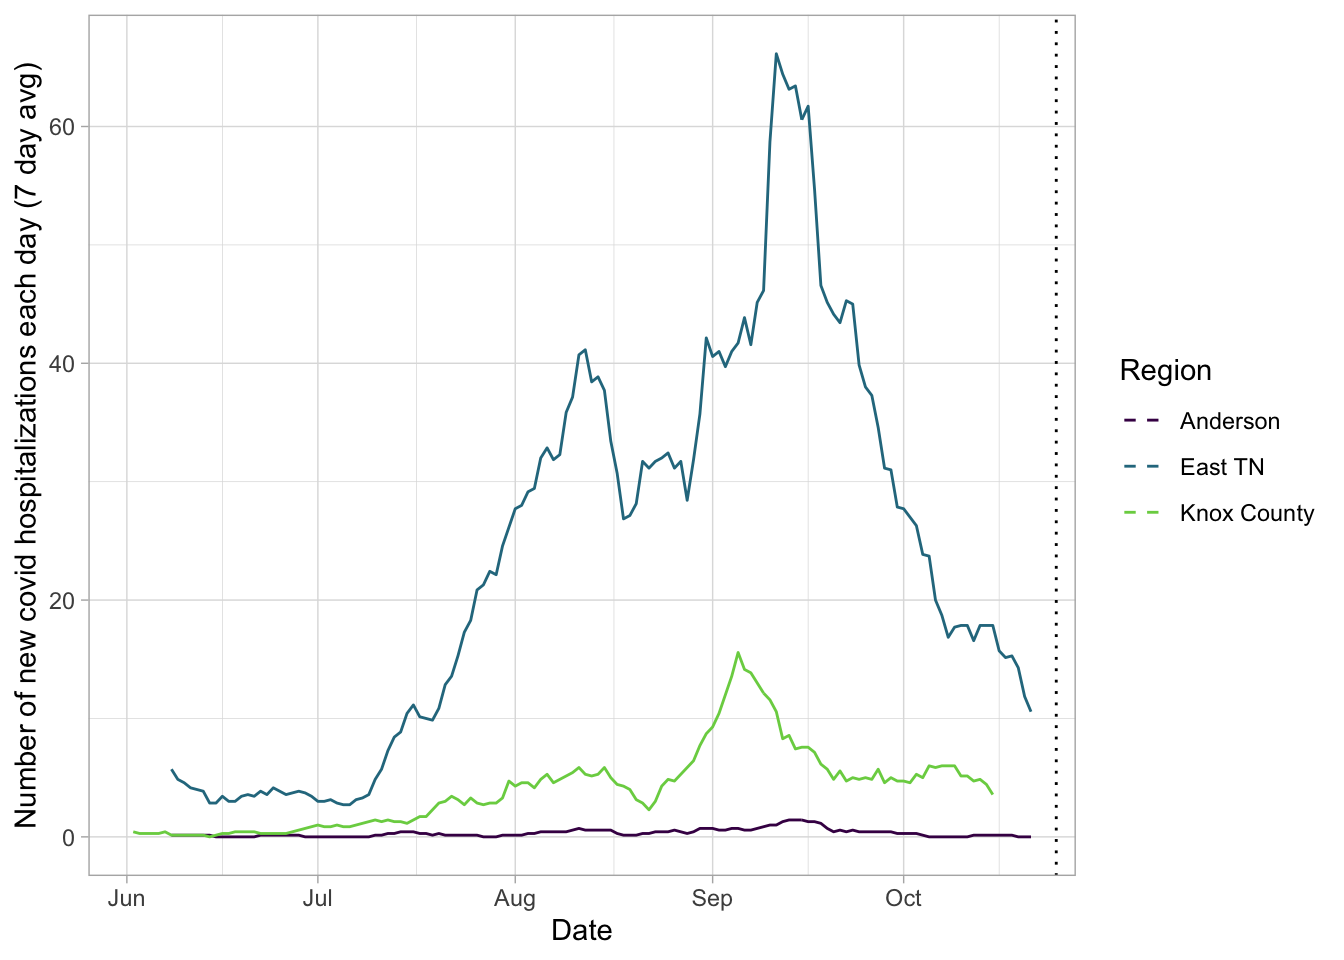 Number of new covid hospitalizations each day (7 day avg)
60
40
20
0
Jun Jul Aug Sep Oct
Date
Region
Anderson
East TN
Knox County